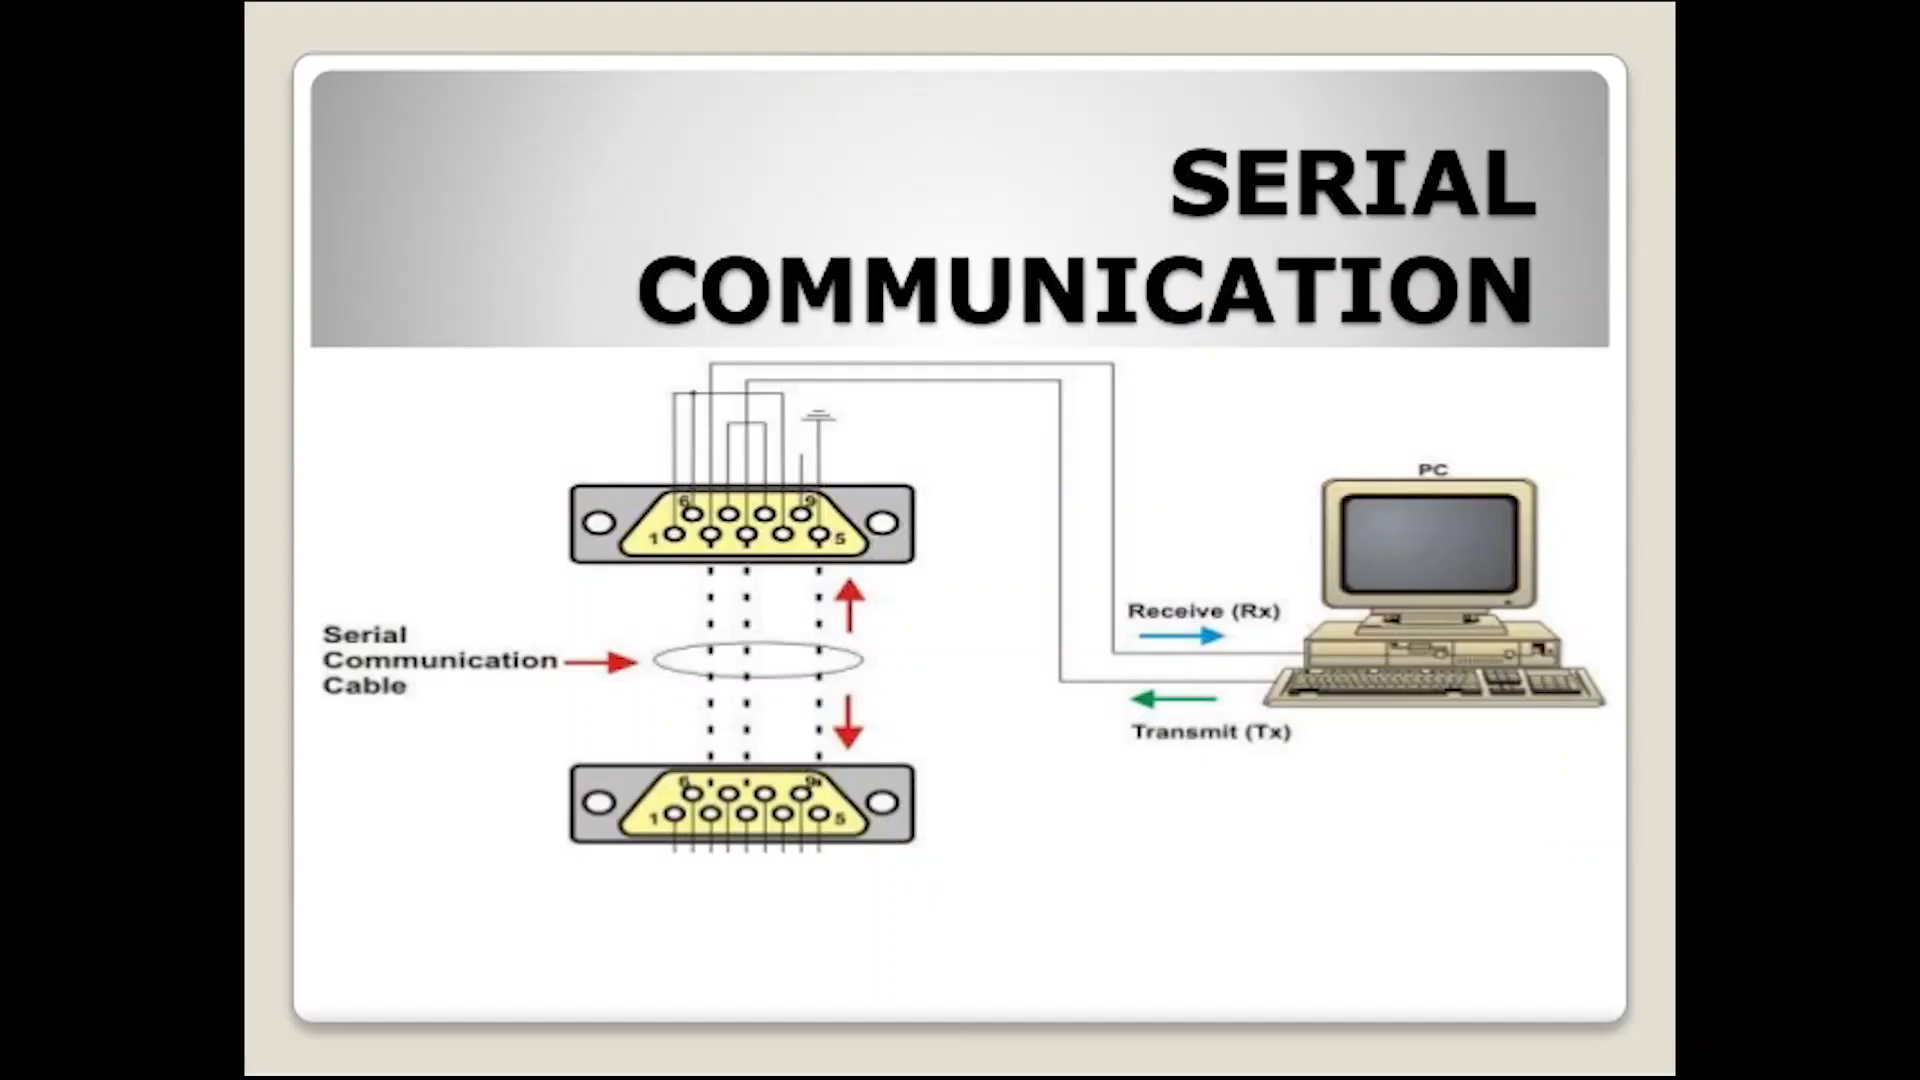 SERIAL
COMMUNICATION
PC
6 9
1 5
Receive (Rx)
Serial
Communication
Cable
Transmit (Tx)
6 9
1 5